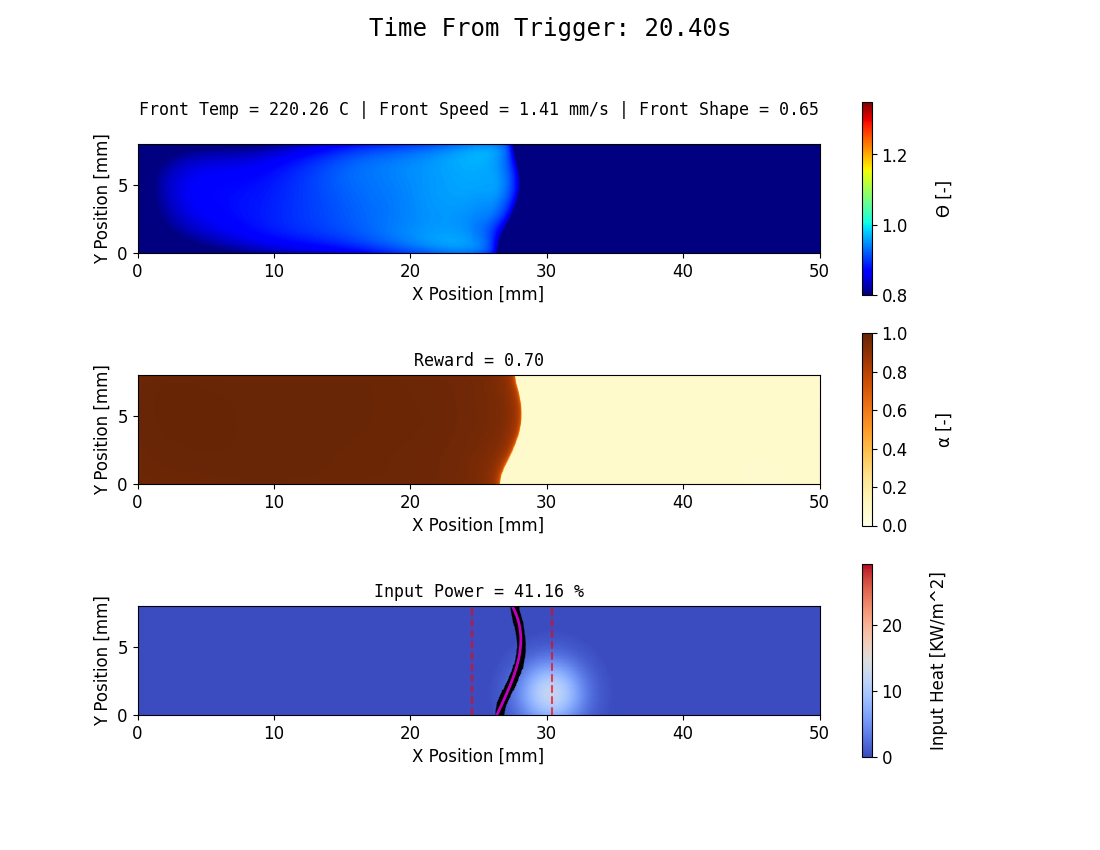 Time From Trigger: 20.40s
Front Temp = 220.26 C | Front Speed = 1.41 mm/s | Front Shape = 0.65
Y Position [mm]
5
0
0 10 20 30 40 50
X Position [mm]
1.2
1.0
0.8
Θ [-]
Reward = 0.70
Y Position [mm]
5
0
0 10 20 30 40 50
X Position [mm]
1.0
0.8
0.6
0.4
0.2
0.0
α [-]
Input Power = 41.16 %
Y Position [mm]
5
0
0 10 20 30 40 50
X Position [mm]
20
10
0
Input Heat [KW/m^2]